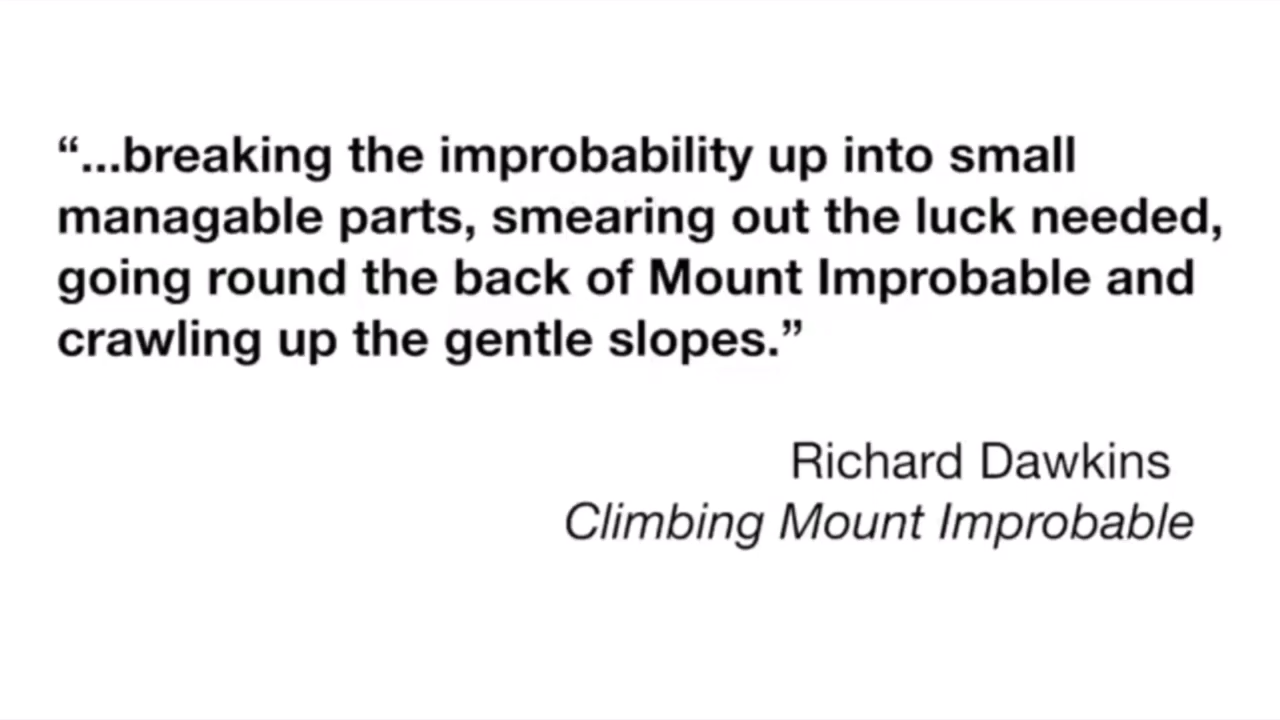 “...breaking the improbability up into small
managable parts, smearing out the luck needed,
going round the back of Mount Improbable and
crawling up the gentle slopes.”
Richard Dawkins
Climbing Mount Improbable